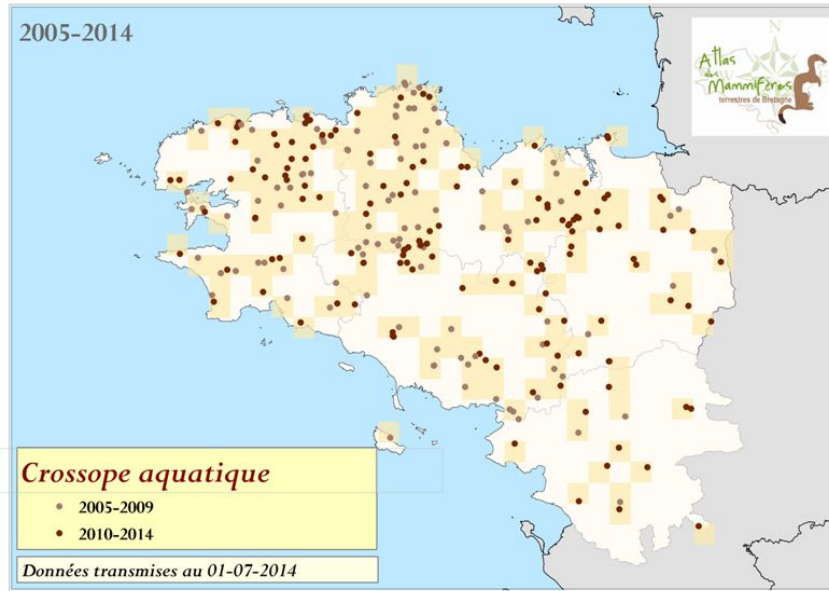 2005-2014
N
Atlas
des
Mammifères
terrestres de Bretagne
Crossope aquatique
2005-2009
2010-2014
Données transmises au 01-07-2014